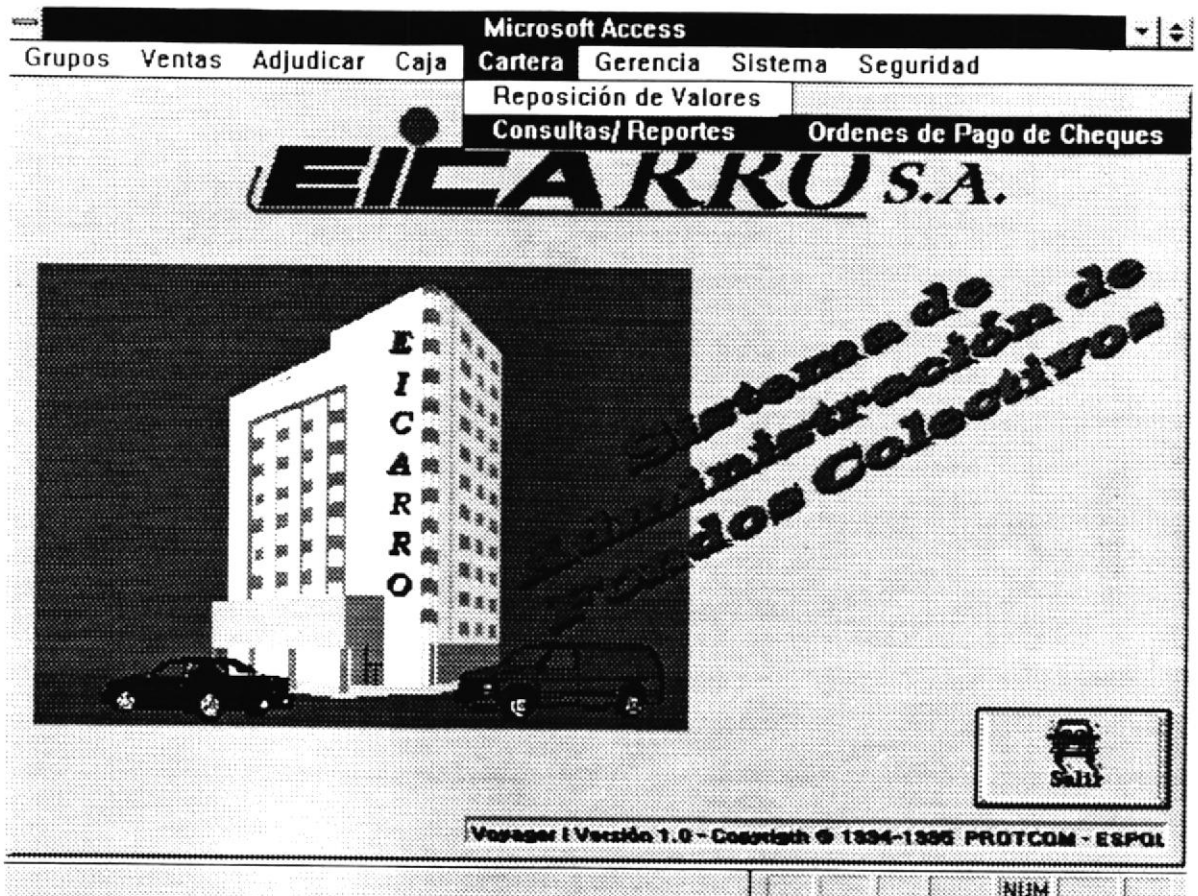 Microsoft Access
Grupos Ventas Adjudicar Caja Cartera Gerencia Sistema Seguridad
Reposición de Valores
Consultas/ Reportes Ordenes de Pago de Cheques
EICARRO S.A.
EICARRO
Sistema de
Administración de
Fondos Colectivos
Salir
Voyager I Versión 1.0 - Copyrigth © 1994-1995 PROTCOM - ESPOL
NUM